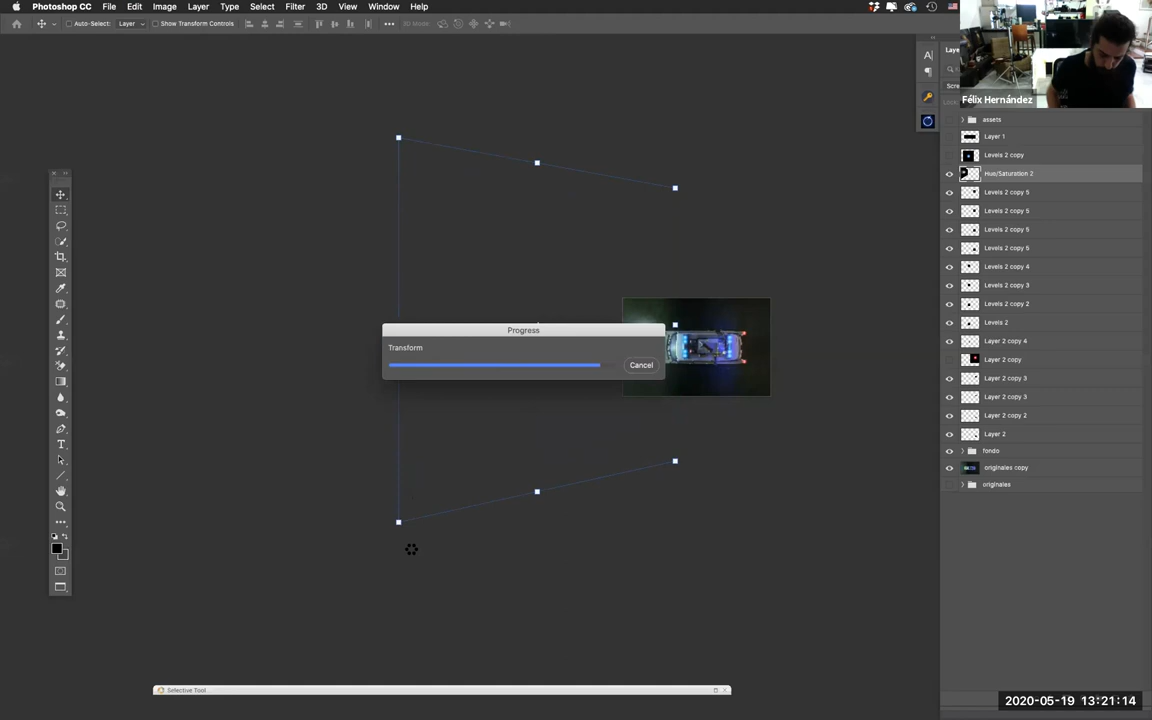 Photoshop CC File Edit Image Layer Type Select Filter 3D View Window Help
Auto-Select: Layer Show Transform Controls 3D Mode
Félix Hernández
assets
Layer 1
Levels 2 copy
Hue/Saturation 2
Levels 2 copy 5
Levels 2 copy 5
Levels 2 copy 5
Levels 2 copy 5
Levels 2 copy 4
Levels 2 copy 3
Levels 2 copy 2
Levels 2
Layer 2 copy 4
Layer 2 copy
Layer 2 copy 3
Layer 2 copy 3
Layer 2 copy 2
Layer 2
fondo
originales copy
originales
Progress
Transform
Cancel
Selective Tool
2020-05-19 13:21:14